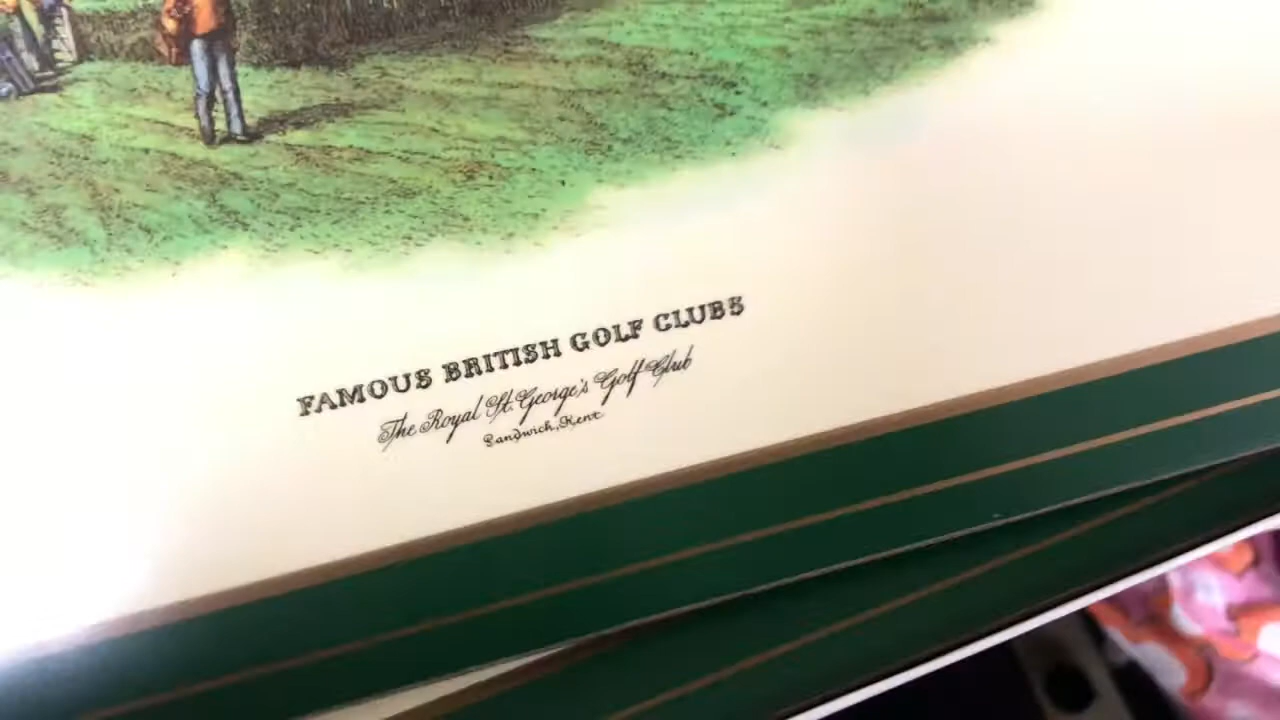 FAMOUS BRITISH GOLF CLUBS
The Royal St. George's Golf Club
Sandwich, Kent